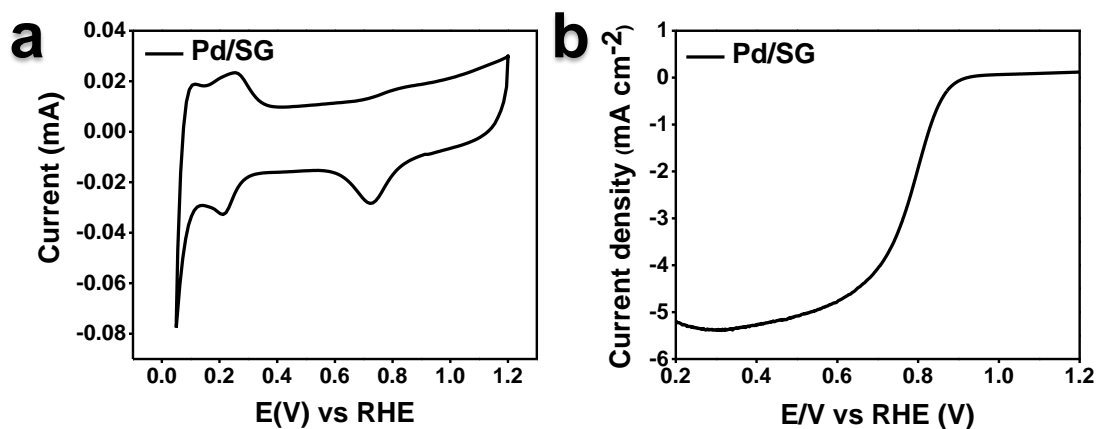 a
Pd/SG
Current (mA)
0.04
0.02
0.00
-0.02
-0.04
-0.06
-0.08
0.0 0.2 0.4 0.6 0.8 1.0 1.2
E(V) vs RHE
b
Pd/SG
Current density (mA cm-2)
1
0
-1
-2
-3
-4
-5
-6
0.2 0.4 0.6 0.8 1.0 1.2
E/V vs RHE (V)